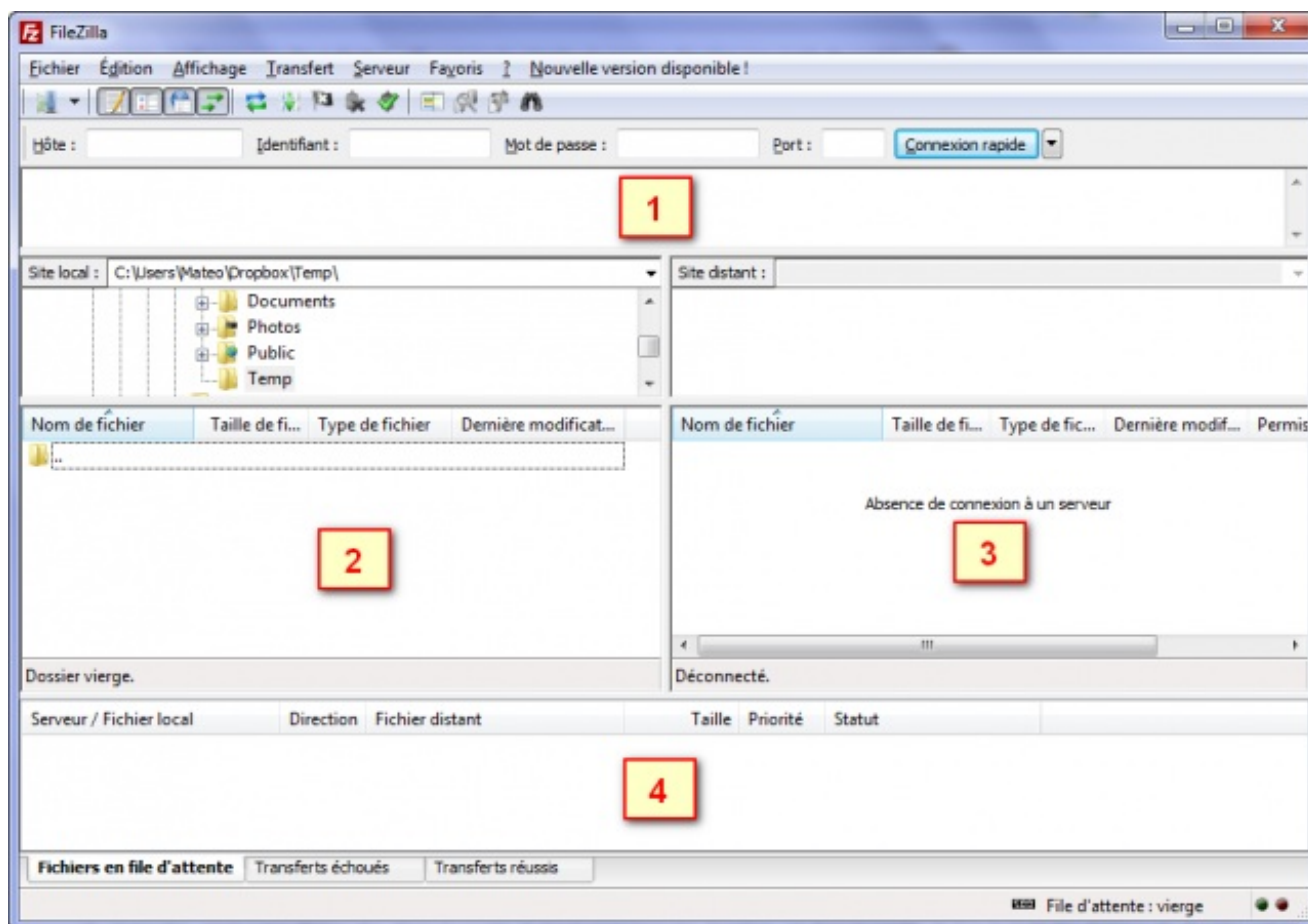 FileZilla
Fichier Édition Affichage Transfert Serveur Favoris ? Nouvelle version disponible !
Hôte : Identifiant : Mot de passe : Port : Connexion rapide
1
Site local : C:\Users\Mateo\Dropbox\Temp\ Site distant :
Documents
Photos
Public
Temp
Nom de fichier Taille de fi... Type de fichier Dernière modificat... Nom de fichier Taille de fi... Type de fic... Dernière modif... Permis
..
Absence de connexion à un serveur
2 3
Dossier vierge. Déconnecté.
Serveur / Fichier local Direction Fichier distant Taille Priorité Statut
4
Fichiers en file d'attente Transferts échoués Transferts réussis
File d'attente : vierge